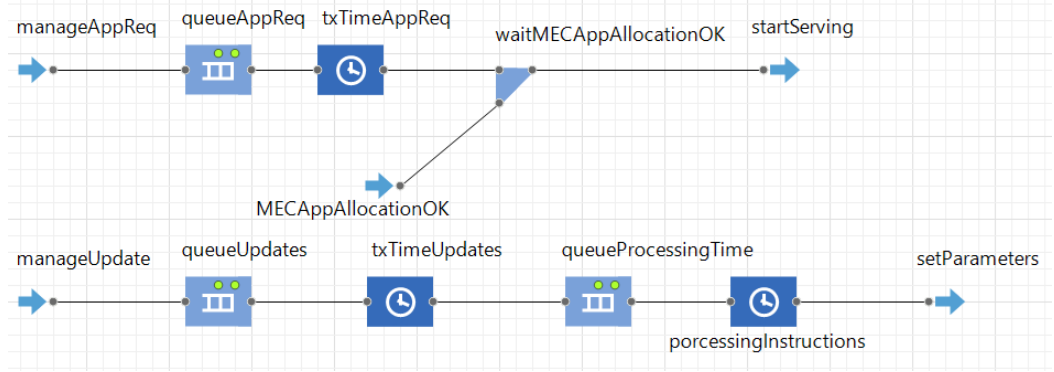 manageAppReq
queueAppReq
txTimeAppReq
waitMECAppAllocationOK
startServing
MECAppAllocationOK
manageUpdate
queueUpdates
txTimeUpdates
queueProcessingTime
setParameters
porcessingInstructions